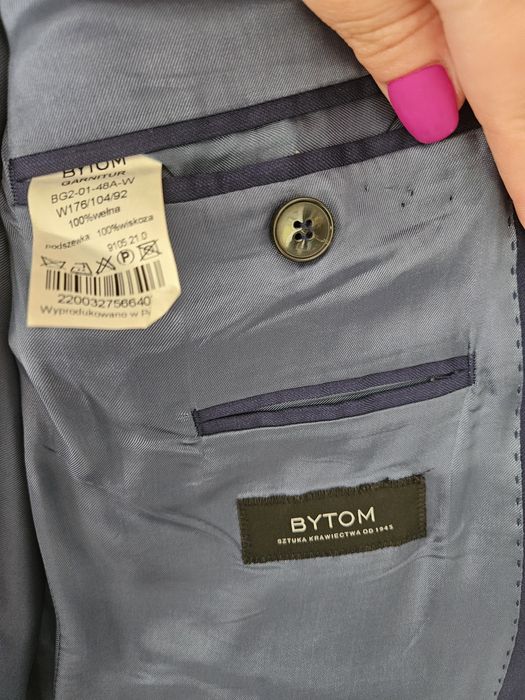 BYTOM
GARNITUR
BG2-01-48A-W
W176/104/92
100%wełna
podszewka 100%wiskoza
9105.21.0
P
220032756640
Wyprodukowano w
BYTOM
SZTUKA KRAWIECTWA OD 1945